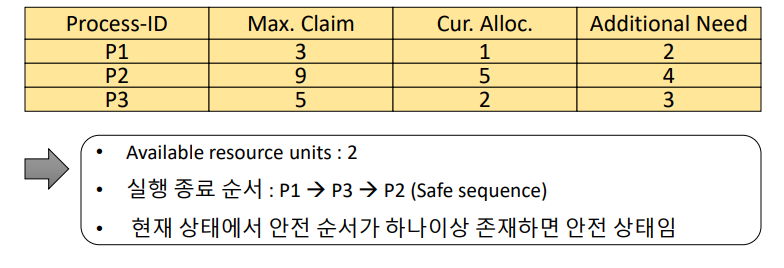 Process-ID Max. Claim Cur. Alloc. Additional Need
P1 3 1 2
P2 9 5 4
P3 5 2 3
• Available resource units : 2
• 실행 종료 순서 : P1 → P3 → P2 (Safe sequence)
• 현재 상태에서 안전 순서가 하나이상 존재하면 안전 상태임